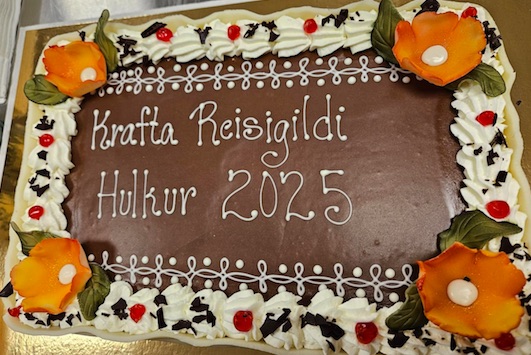 Krafta Reisigildi
Hulkur 2025